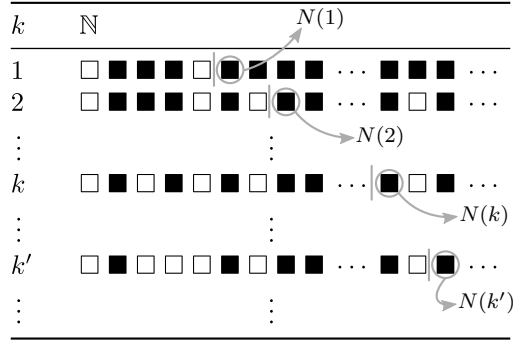 k ℕ N(1)
1 □ ■ ■ ■ □ | ■ ■ ■ ■ ⋯ ■ ■ ■ ⋯
2 □ ■ ■ ■ □ ■ □ | ■ ■ ⋯ ■ □ ■ ⋯
⋮ ⋮ N(2)
k □ ■ □ ■ □ ■ □ ■ ■ ⋯ | ■ □ ■ ⋯
⋮ ⋮ N(k)
k′ □ ■ □ □ □ ■ □ ■ ■ ⋯ ■ □ | ■ ⋯
⋮ ⋮ N(k′)